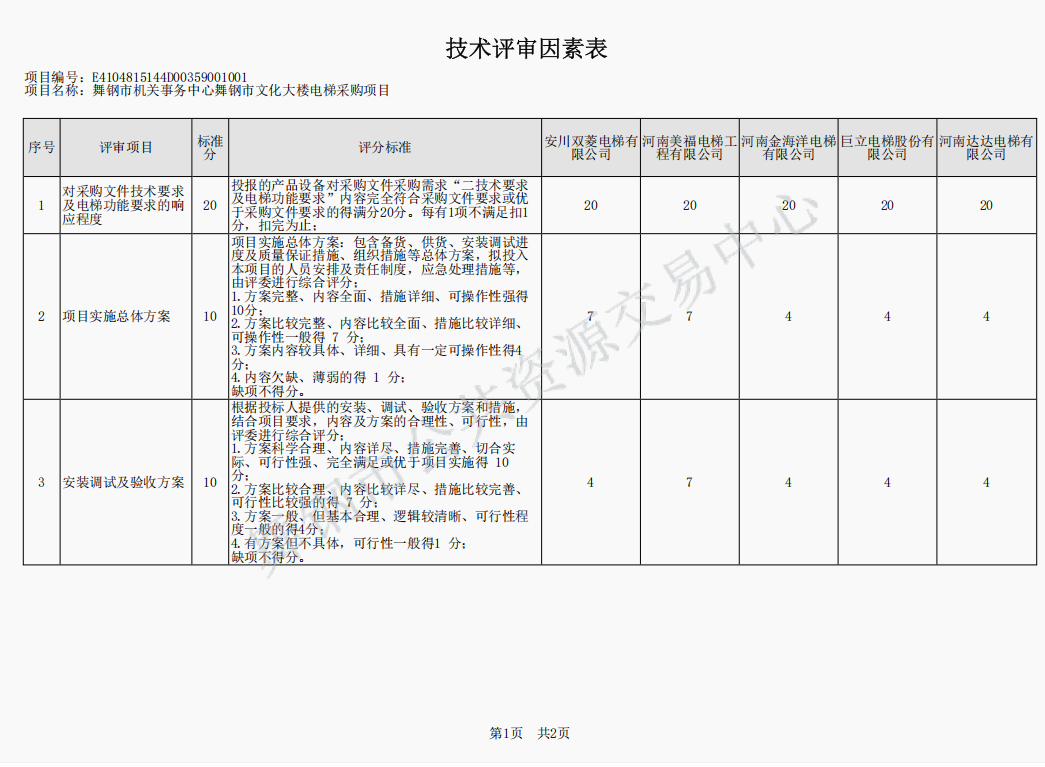 技术评审因素表
项目编号：E4104815144D00359001001
项目名称：舞钢市机关事务中心舞钢市文化大楼电梯采购项目
序号
评审项目
标准
分
评分标准
安川双菱电梯有
限公司
河南美福电梯工
程有限公司
河南金海洋电梯
有限公司
巨立电梯股份有
限公司
河南达达电梯有
限公司
1
对采购文件技术要求
及电梯功能要求的响
应程度
20
投报的产品设备对采购文件采购需求“二技术要求
及电梯功能要求”内容完全符合采购文件要求或优
于采购文件要求的得满分20分。每有1项不满足扣1
分，扣完为止；
20
20
20
20
20
2
项目实施总体方案
10
项目实施总体方案：包含备货、供货、安装调试进
度及质量保证措施、组织措施等总体方案，拟投入
本项目的人员安排及责任制度，应急处理措施等，
由评委进行综合评分；
1.方案完整、内容全面、措施详细、可操作性强得
10分；
2.方案比较完整、内容比较全面、措施比较详细、
可操作性一般得 7 分；
3.方案内容较具体、详细、具有一定可操作性得4
分；
4.内容欠缺、薄弱的得 1 分；
缺项不得分。
7
7
4
4
4
3
安装调试及验收方案
10
根据投标人提供的安装、调试、验收方案和措施，
结合项目要求，内容及方案的合理性、可行性，由
评委进行综合评分；
1.方案科学合理、内容详尽、措施完善、切合实
际、可行性强、完全满足或优于项目实施得 10
分；
2.方案比较合理、内容比较详尽、措施比较完善、
可行性比较强的得 7 分；
3.方案一般、但基本合理、逻辑较清晰、可行性程
度一般的得4分；
4.有方案但不具体，可行性一般得1 分；
缺项不得分。
4
7
4
4
4
舞钢市公共资源交易中心
第1页 共2页